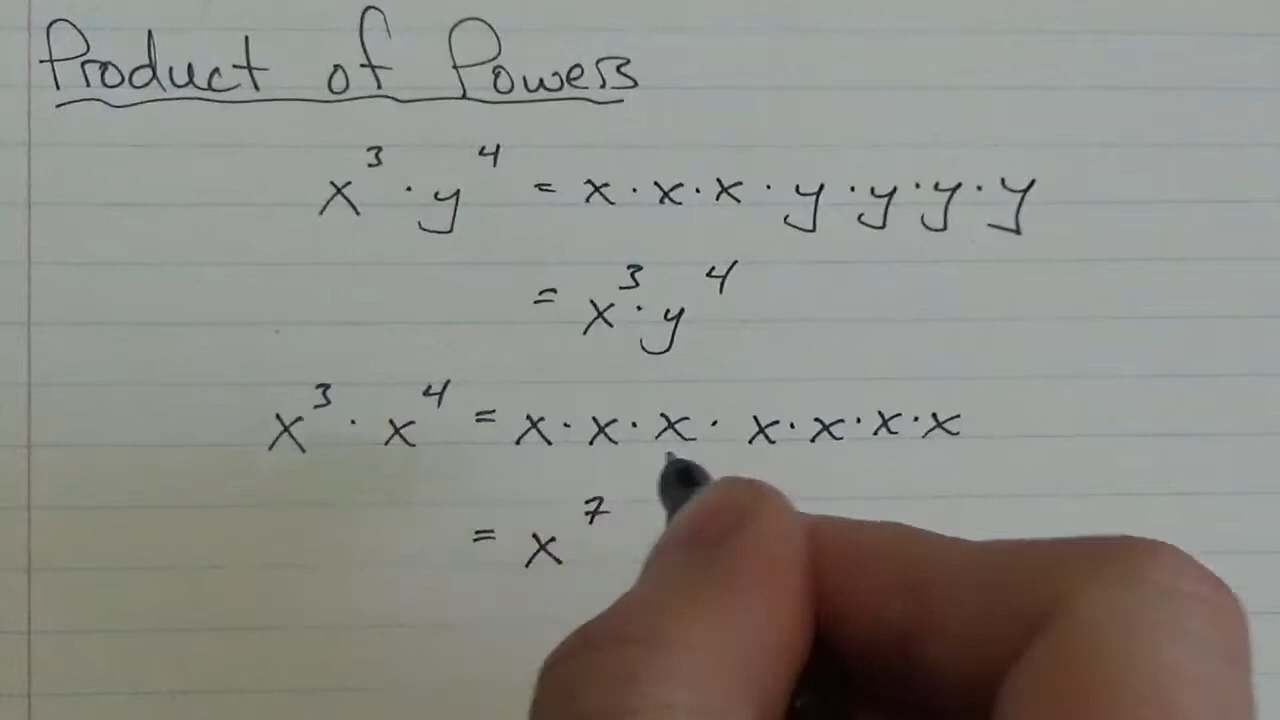 Product of Powers
x³ · y⁴ = x · x · x · y · y · y · y
= x³ · y⁴
x³ · x⁴ = x · x · x · x · x · x · x
= x⁷